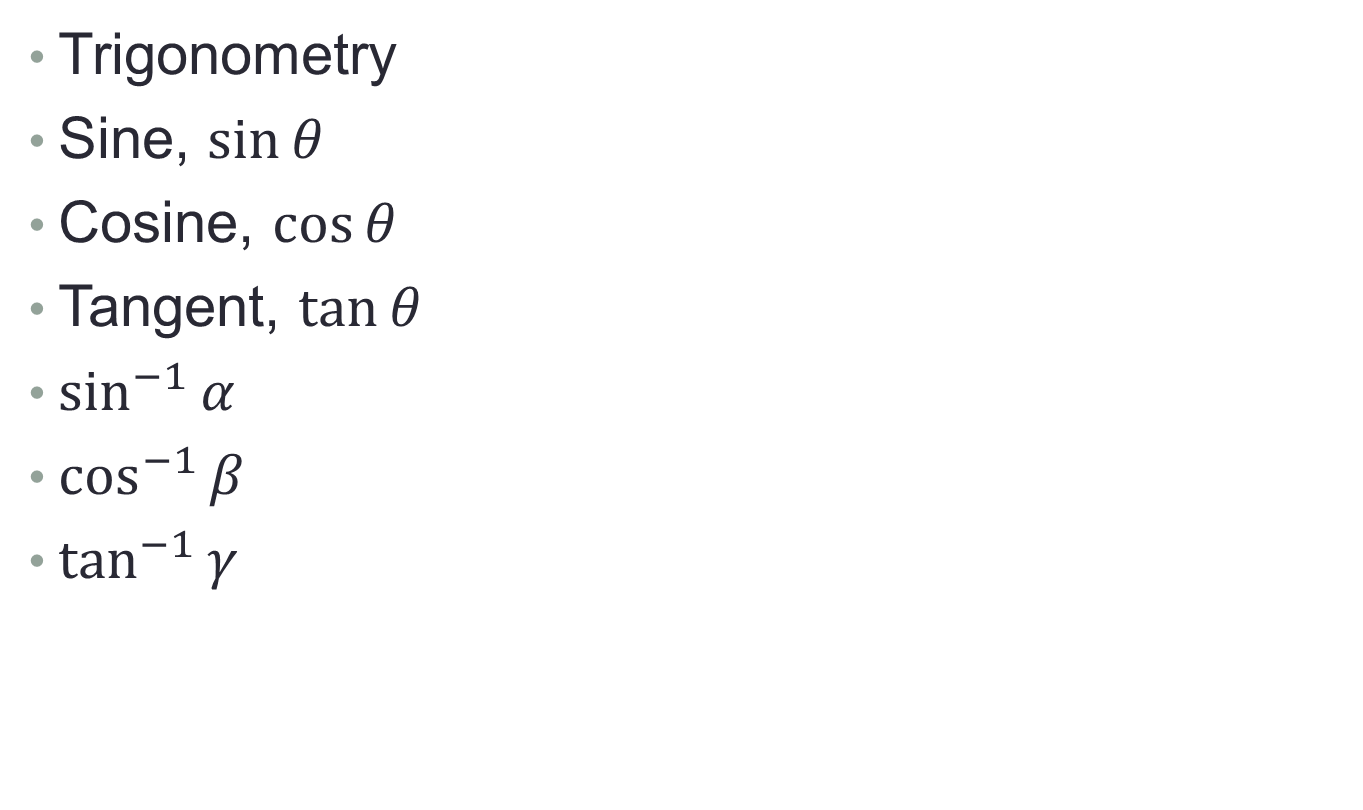 • Trigonometry
• Sine, sin θ
• Cosine, cos θ
• Tangent, tan θ
• sin⁻¹ α
• cos⁻¹ β
• tan⁻¹ γ